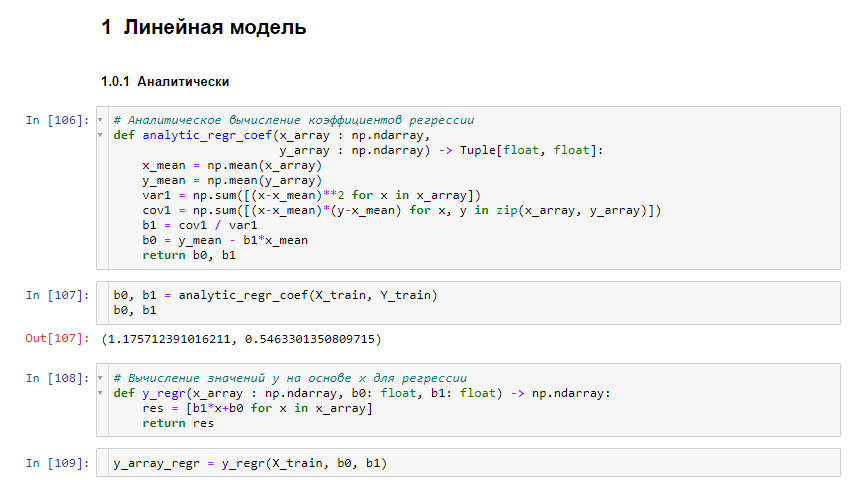 1 Линейная модель
1.0.1 Аналитически
In [106]:
# Аналитическое вычисление коэффициентов регрессии
def analytic_regr_coef(x_array : np.ndarray,
y_array : np.ndarray) -> Tuple[float, float]:
x_mean = np.mean(x_array)
y_mean = np.mean(y_array)
var1 = np.sum([(x-x_mean)**2 for x in x_array])
cov1 = np.sum([(x-x_mean)*(y-x_mean) for x, y in zip(x_array, y_array)])
b1 = cov1 / var1
b0 = y_mean - b1*x_mean
return b0, b1
In [107]:
b0, b1 = analytic_regr_coef(X_train, Y_train)
b0, b1
Out[107]: (1.175712391016211, 0.5463301350809715)
In [108]:
# Вычисление значений y на основе x для регрессии
def y_regr(x_array : np.ndarray, b0: float, b1: float) -> np.ndarray:
res = [b1*x+b0 for x in x_array]
return res
In [109]:
y_array_regr = y_regr(X_train, b0, b1)